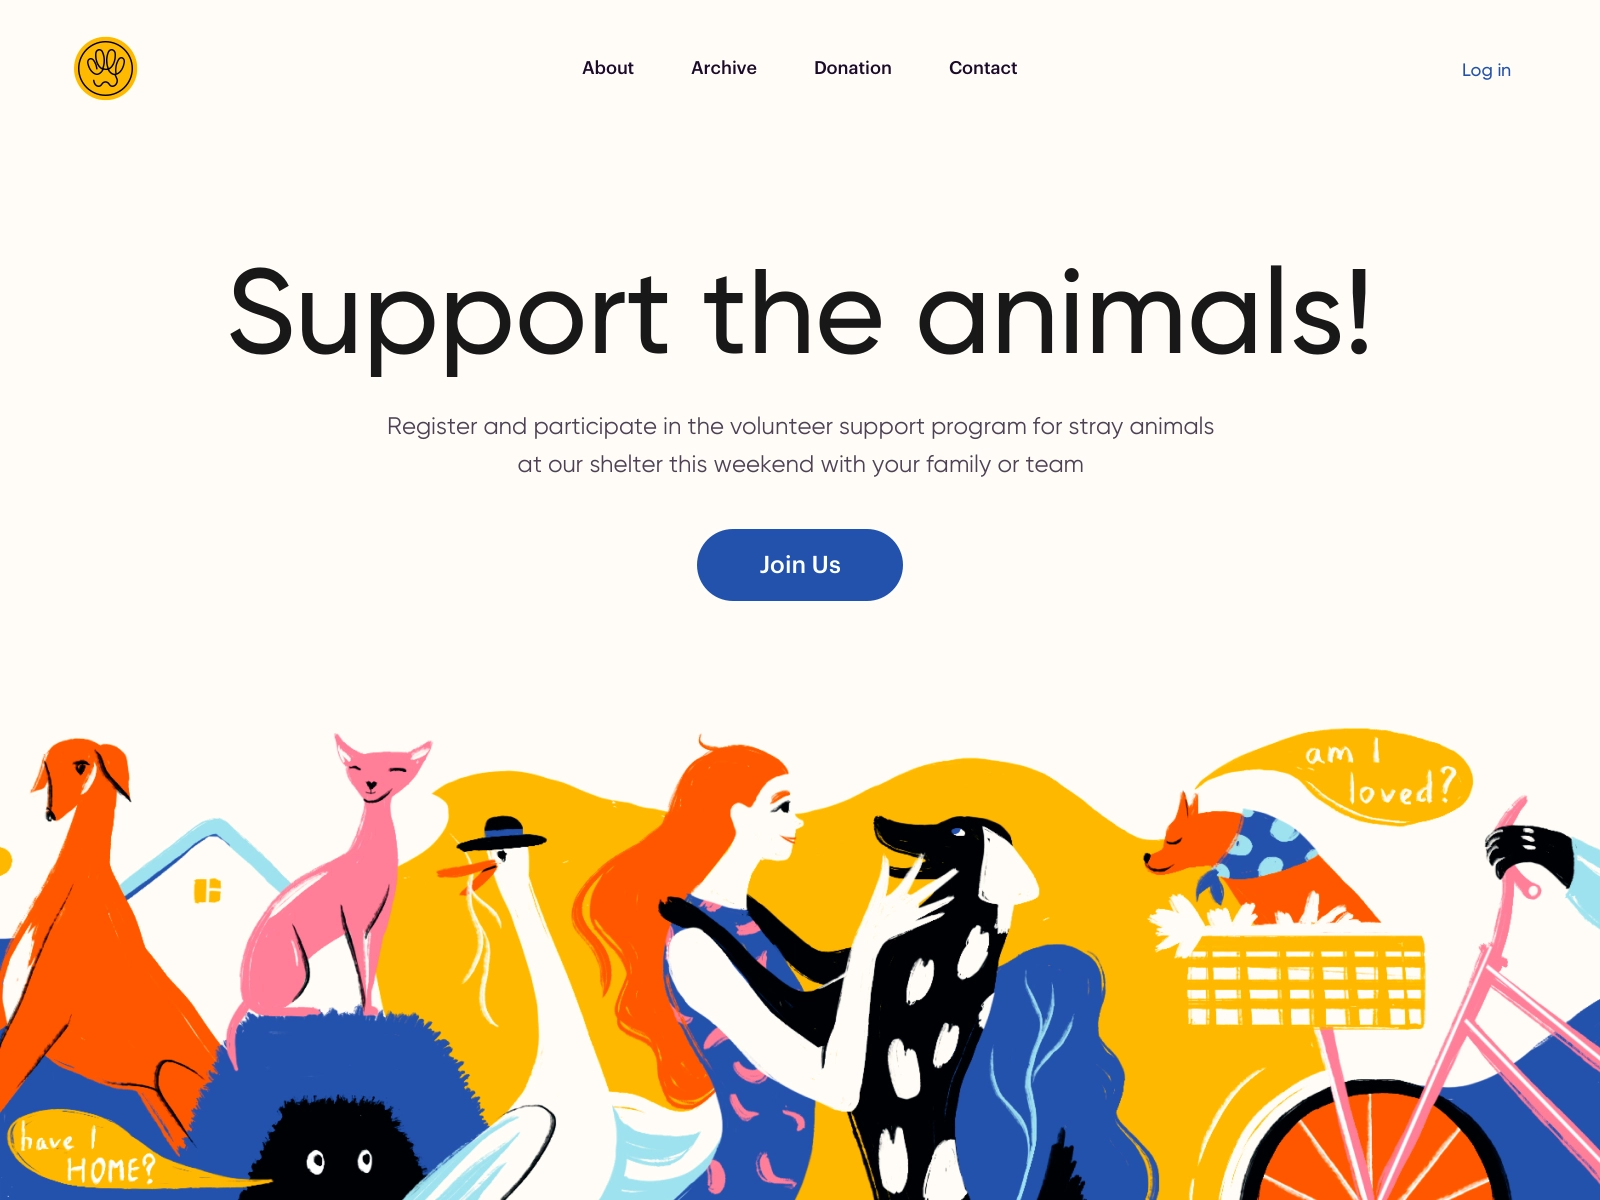 About
Archive
Donation
Contact
Log in
Support the animals!
Register and participate in the volunteer support program for stray animals
at our shelter this weekend with your family or team
Join Us
am I
loved?
have I
HOME?